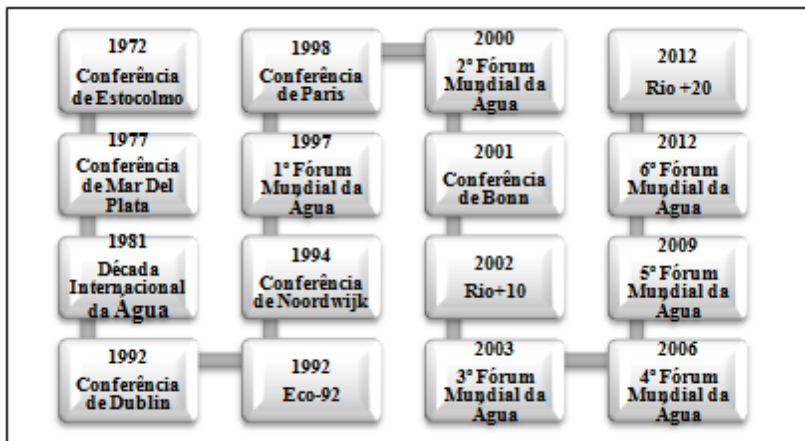 1972
Conferência
de Estocolmo
1977
Conferência
de Mar Del
Plata
1981
Década
Internacional
da Água
1992
Conferência
de Dublin
1992
Eco-92
1994
Conferência
de Noordwijk
1997
1º Fórum
Mundial da
Água
1998
Conferência
de Paris
2000
2º Fórum
Mundial da
Água
2001
Conferência
de Bonn
2002
Rio+10
2003
3º Fórum
Mundial da
Água
2006
4º Fórum
Mundial da
Água
2009
5º Fórum
Mundial da
Água
2012
6º Fórum
Mundial da
Água
2012
Rio +20